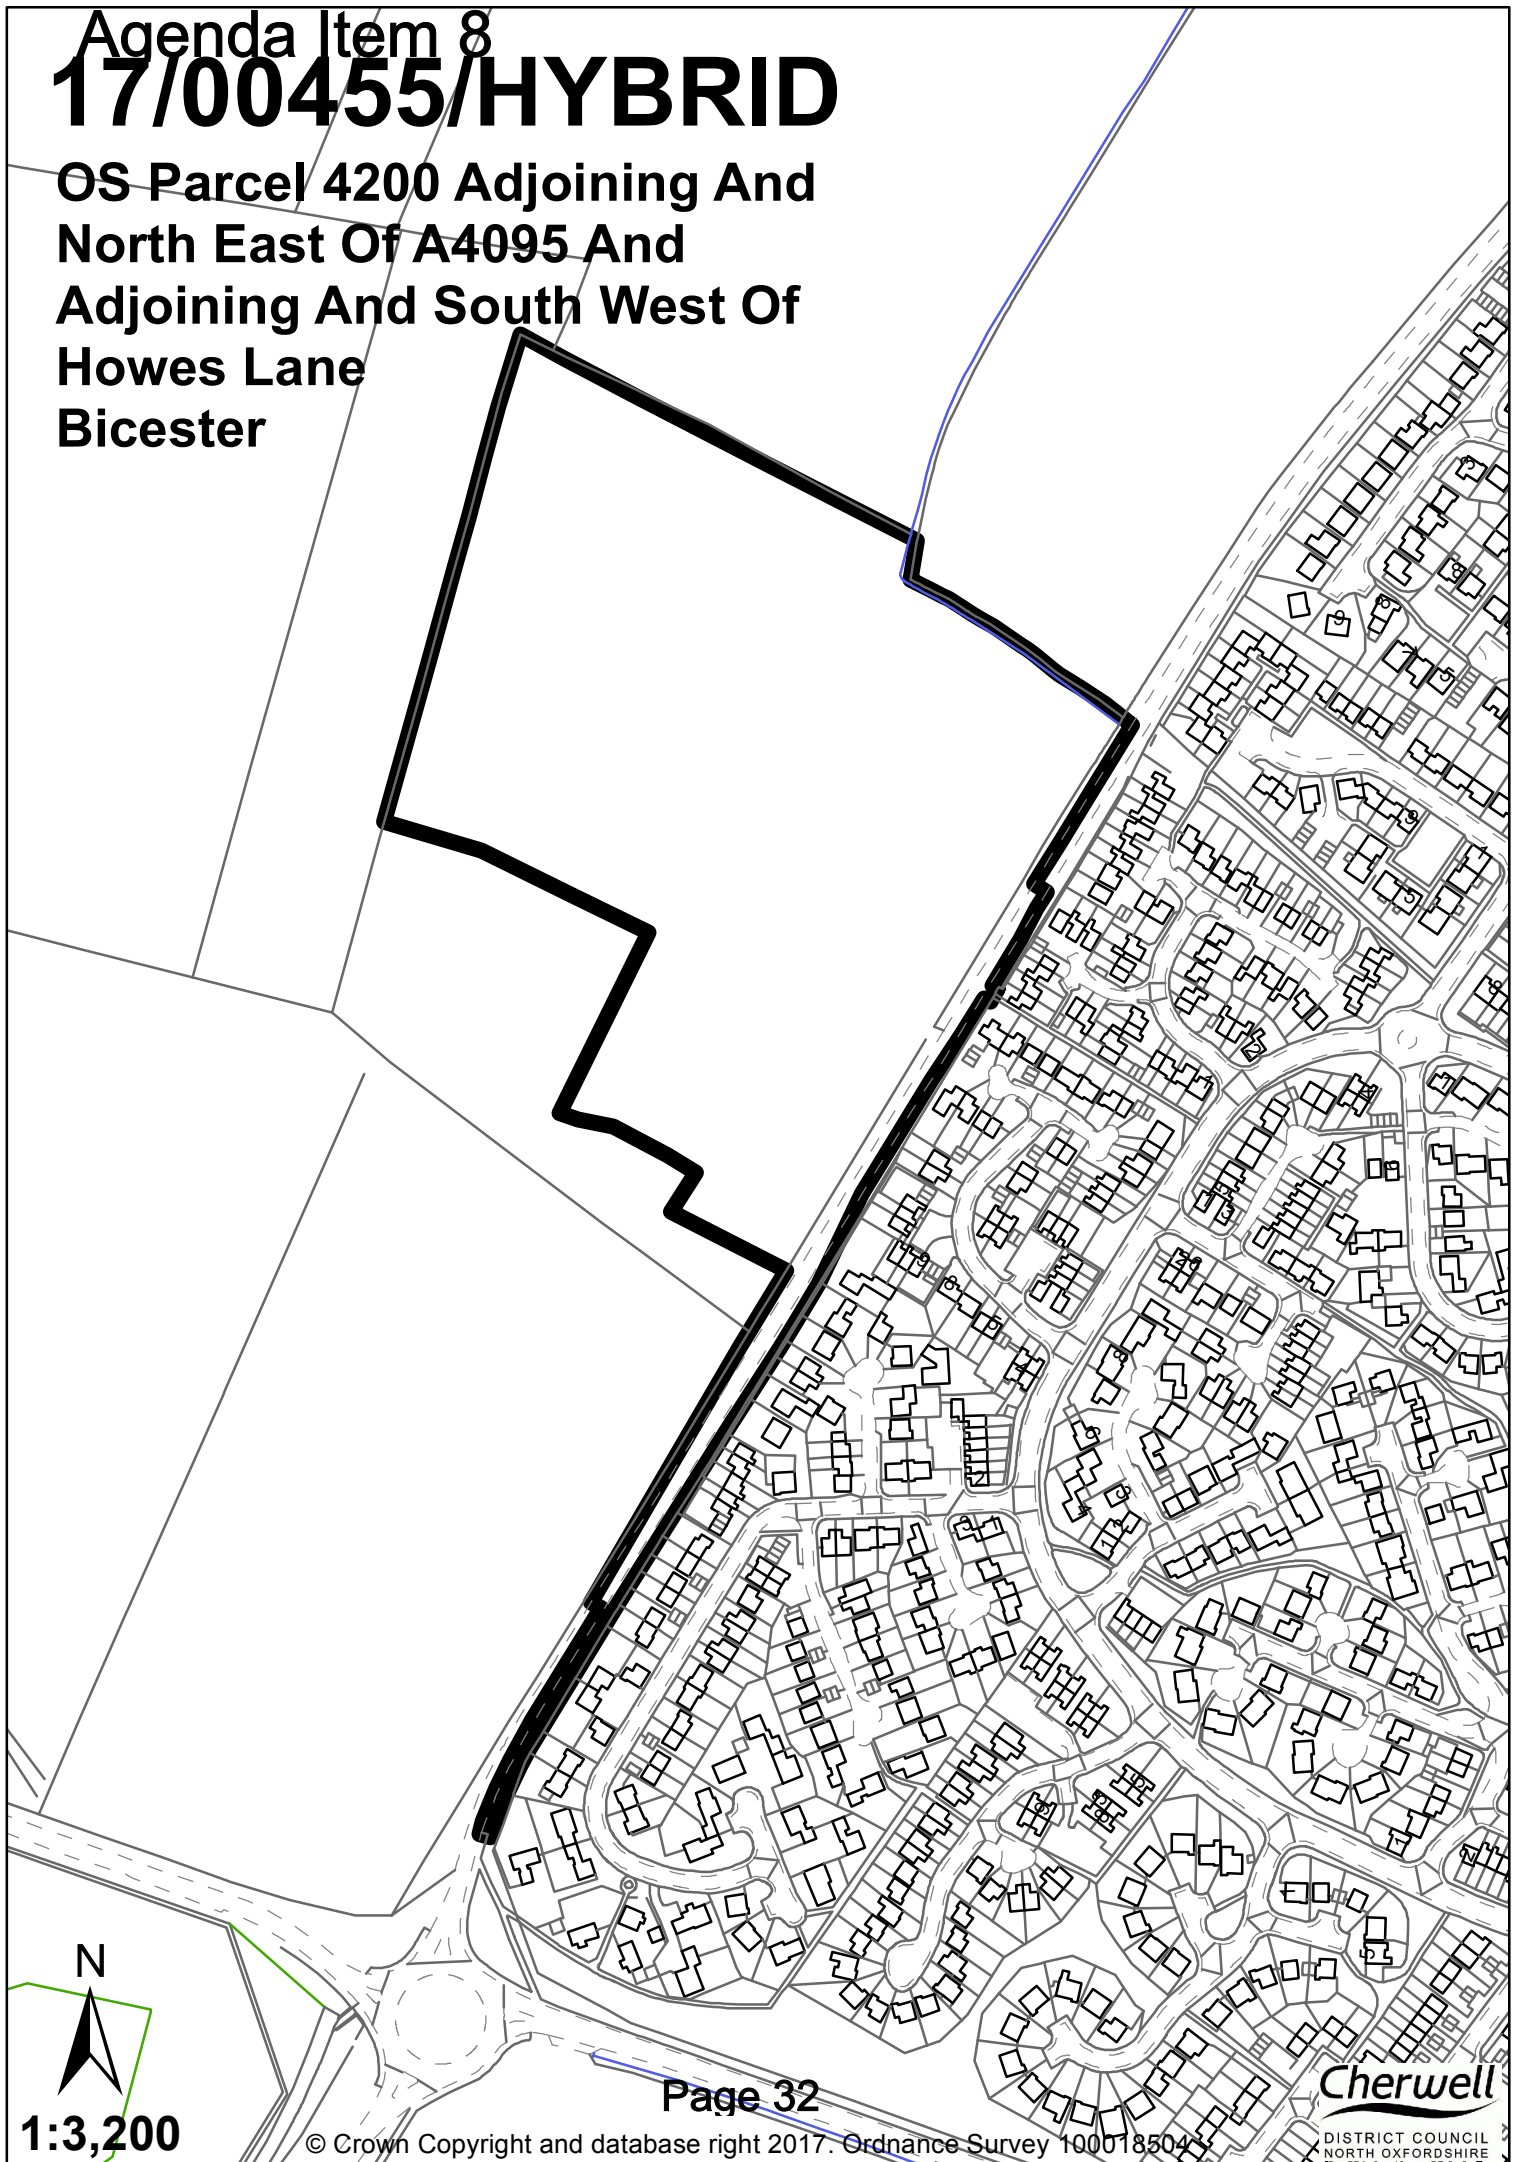 Agenda Item 8
17/00455/HYBRID
OS Parcel 4200 Adjoining And
North East Of A4095 And
Adjoining And South West Of
Howes Lane
Bicester
N
1:3,200
Page 32
© Crown Copyright and database right 2017. Ordnance Survey 100018504
Cherwell
DISTRICT COUNCIL
NORTH OXFORDSHIRE